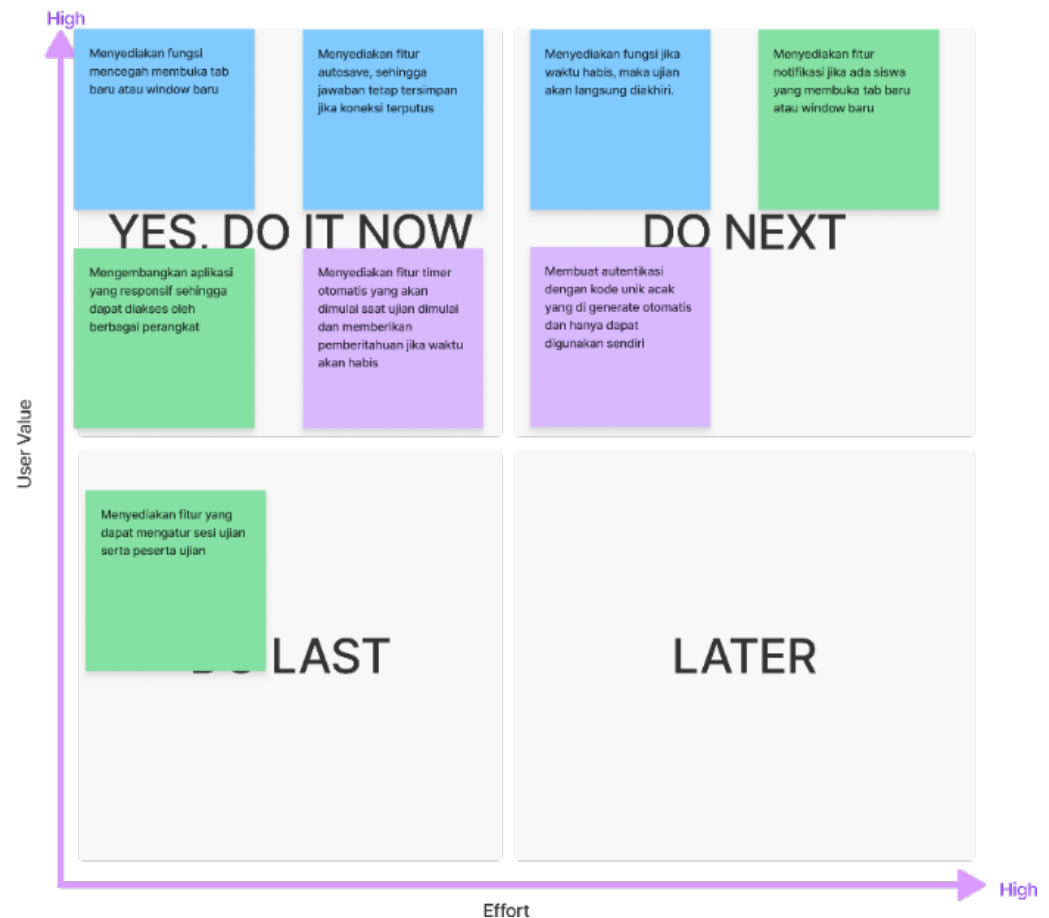 High
Menyediakan fungsi
mencegah membuka tab
baru atau window baru
Menyediakan fitur
autosave, sehingga
jawaban tetap tersimpan
jika koneksi terputus
Menyediakan fungsi jika
waktu habis, maka ujian
akan langsung diakhiri.
Menyediakan fitur
notifikasi jika ada siswa
yang membuka tab baru
atau window baru
YES, DO IT NOW
DO NEXT
Mengembangkan aplikasi
yang responsif sehingga
dapat diakses oleh
berbagai perangkat
Menyediakan fitur timer
otomatis yang akan
dimulai saat ujian dimulai
dan memberikan
pemberitahuan jika waktu
akan habis
Membuat autentikasi
dengan kode unik acak
yang di generate otomatis
dan hanya dapat
digunakan sendiri
User Value
Menyediakan fitur yang
dapat mengatur sesi ujian
serta peserta ujian
LAST
LATER
High
Effort